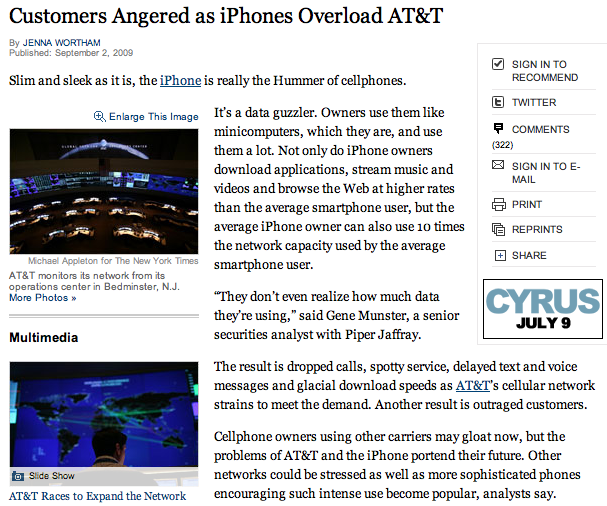 Customers Angered as iPhones Overload AT&T
By JENNA WORTHAM
Published: September 2, 2009
Slim and sleek as it is, the iPhone is really the Hummer of cellphones.
Enlarge This Image
Michael Appleton for The New York Times
AT&T monitors its network from its
operations center in Bedminster, N.J.
More Photos »
Multimedia
Slide Show
AT&T Races to Expand the Network
It's a data guzzler. Owners use them like
minicomputers, which they are, and use
them a lot. Not only do iPhone owners
download applications, stream music and
videos and browse the Web at higher rates
than the average smartphone user, but the
average iPhone owner can also use 10 times
the network capacity used by the average
smartphone user.
“They don't even realize how much data
they're using,” said Gene Munster, a senior
securities analyst with Piper Jaffray.
The result is dropped calls, spotty service, delayed text and voice
messages and glacial download speeds as AT&T's cellular network
strains to meet the demand. Another result is outraged customers.
Cellphone owners using other carriers may gloat now, but the
problems of AT&T and the iPhone portend their future. Other
networks could be stressed as well as more sophisticated phones
encouraging such intense use become popular, analysts say.
SIGN IN TO
RECOMMEND
TWITTER
COMMENTS
(322)
SIGN IN TO E-
MAIL
PRINT
REPRINTS
SHARE
CYRUS
JULY 9